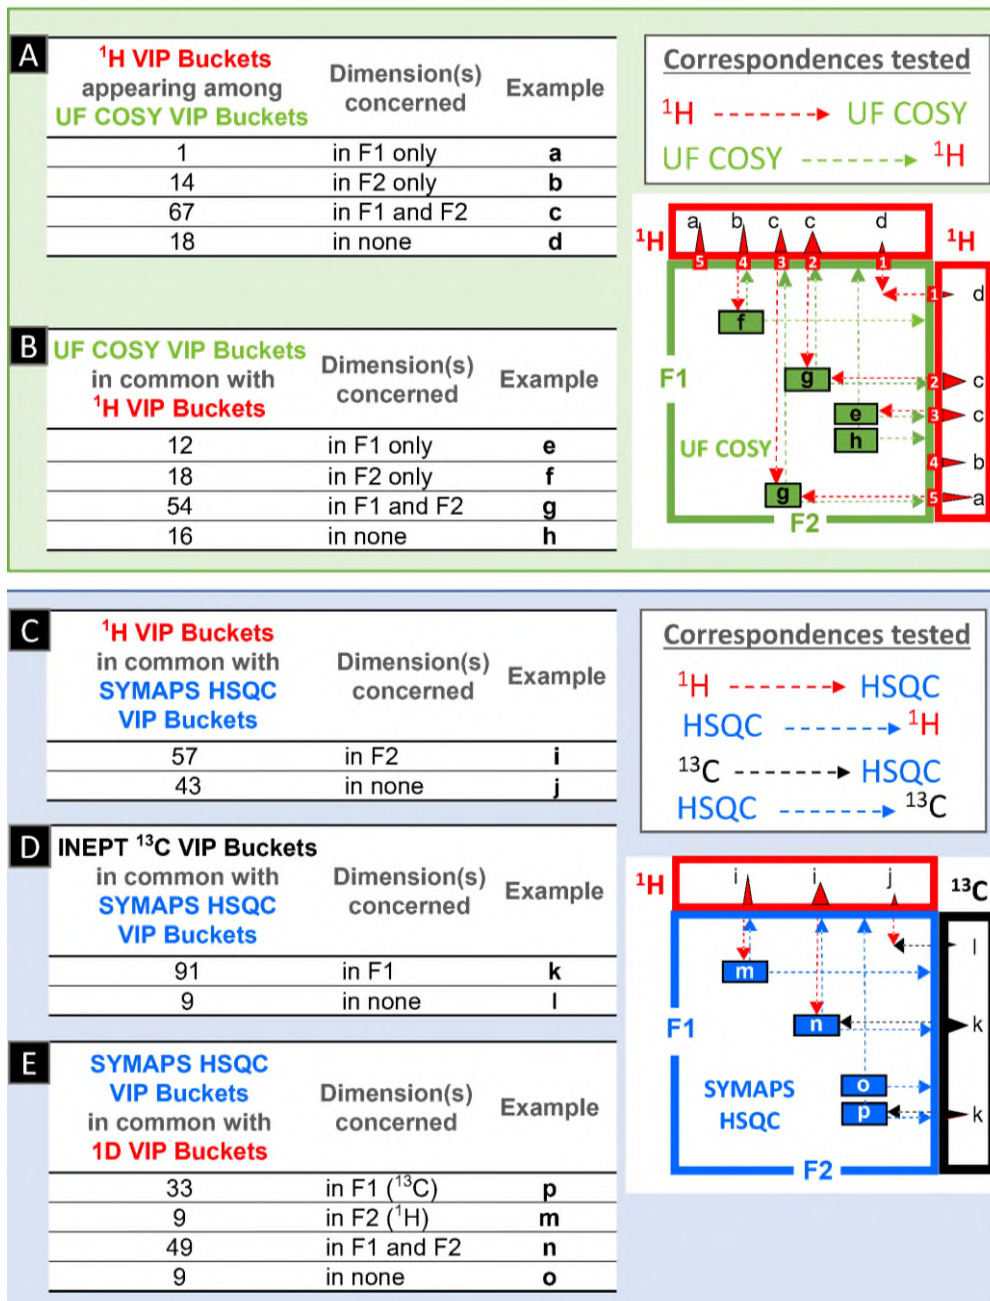 A
¹H VIP Buckets
appearing among
UF COSY VIP Buckets
Dimension(s)
concerned
Example
1 in F1 only a
14 in F2 only b
67 in F1 and F2 c
18 in none d
B
UF COSY VIP Buckets
in common with
¹H VIP Buckets
Dimension(s)
concerned
Example
12 in F1 only e
18 in F2 only f
54 in F1 and F2 g
16 in none h
Correspondences tested
¹H UF COSY
UF COSY ¹H
¹H a b c c d ¹H
5 4 3 2 1
1 d
f
F1
g 2 c
e 3 c
UF COSY h
4 b
g 5 a
F2
C
¹H VIP Buckets
in common with
SYMAPS HSQC
VIP Buckets
Dimension(s)
concerned
Example
57 in F2 i
43 in none j
D
INEPT ¹³C VIP Buckets
in common with
SYMAPS HSQC
VIP Buckets
Dimension(s)
concerned
Example
91 in F1 k
9 in none l
E
SYMAPS HSQC
VIP Buckets
in common with
1D VIP Buckets
Dimension(s)
concerned
Example
33 in F1 (¹³C) p
9 in F2 (¹H) m
49 in F1 and F2 n
9 in none o
Correspondences tested
¹H HSQC
HSQC ¹H
¹³C HSQC
HSQC ¹³C
¹H i i j ¹³C
l
m
F1 n k
SYMAPS o
HSQC p k
F2